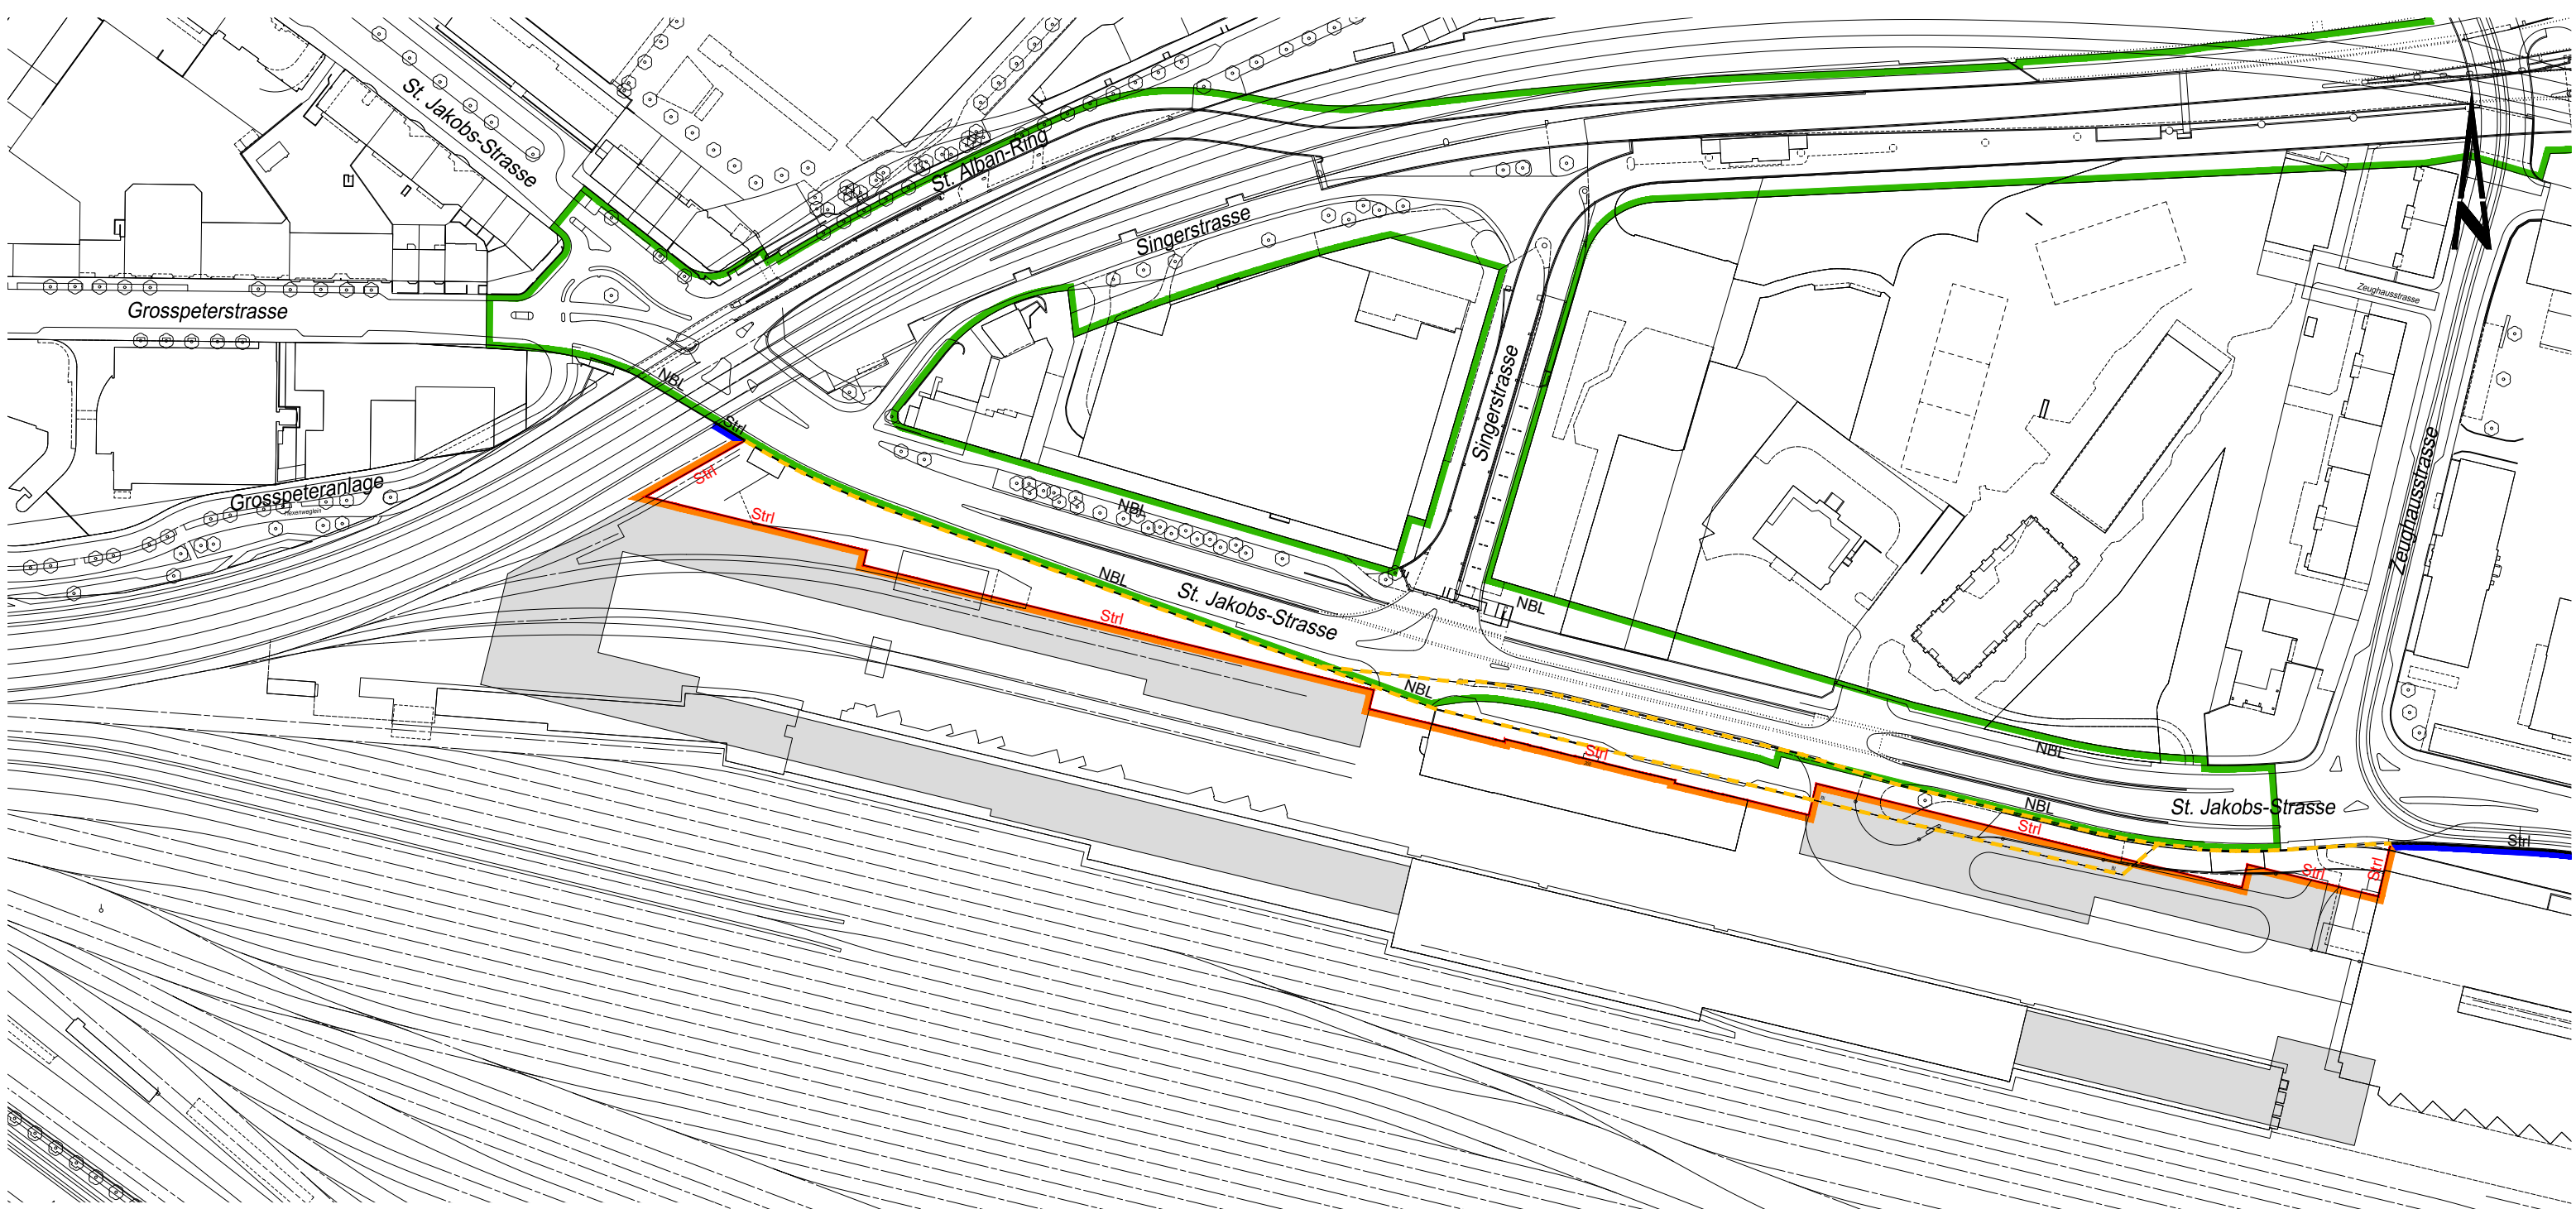 St. Jakobs-Strasse
St. Alban-Ring
Singerstrasse
Grosspeterstrasse
Zeughausstrasse
NBL
Strl
Singerstrasse
Strl
Grosspeteranlage
Hexenweglein
Strl
NBL
Zeughausstrasse
NBL
St. Jakobs-Strasse
NBL
Strl
NBL
Strl
NBL
NBL
St. Jakobs-Strasse
Strl
Strl
Strl
Strl
N